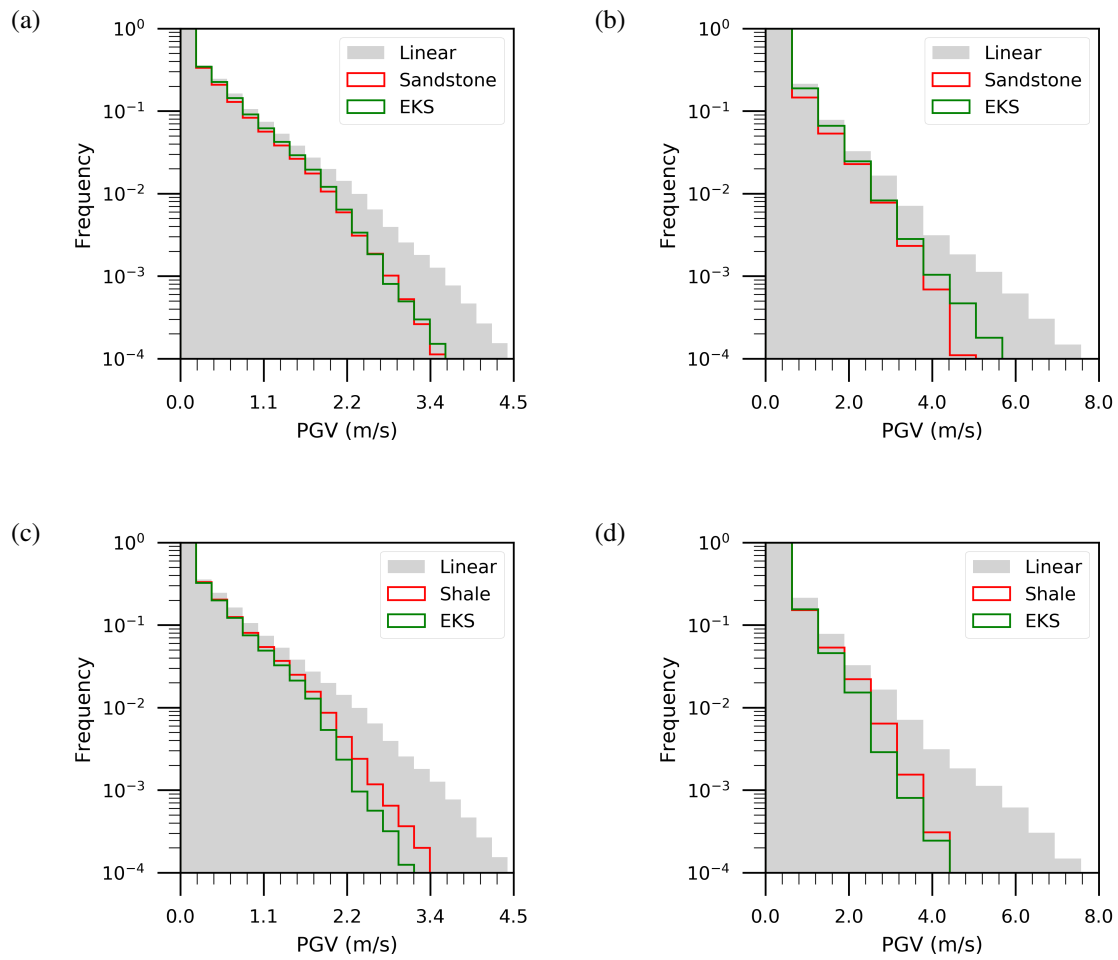 (a)
10^0
10^-1
10^-2
10^-3
10^-4
Frequency
Linear
Sandstone
EKS
0.0 1.1 2.2 3.4 4.5
PGV (m/s)
(b)
10^0
10^-1
10^-2
10^-3
10^-4
Frequency
Linear
Sandstone
EKS
0.0 2.0 4.0 6.0 8.0
PGV (m/s)
(c)
10^0
10^-1
10^-2
10^-3
10^-4
Frequency
Linear
Shale
EKS
0.0 1.1 2.2 3.4 4.5
PGV (m/s)
(d)
10^0
10^-1
10^-2
10^-3
10^-4
Frequency
Linear
Shale
EKS
0.0 2.0 4.0 6.0 8.0
PGV (m/s)